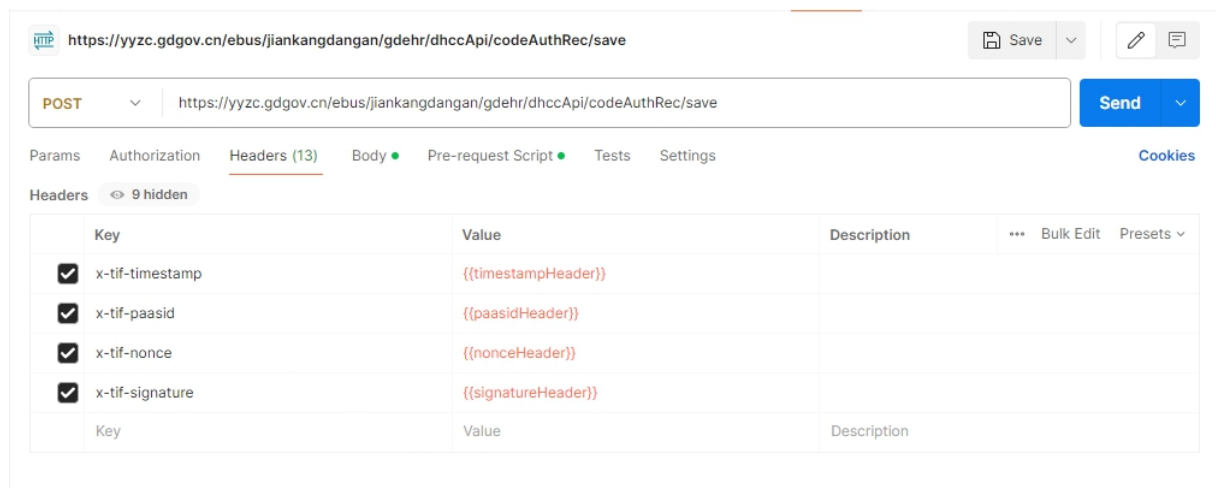 HTTP https://yyzc.gdgov.cn/ebus/jiankangdangan/gdehr/dhccApi/codeAuthRec/save Save
POST https://yyzc.gdgov.cn/ebus/jiankangdangan/gdehr/dhccApi/codeAuthRec/save Send
Params Authorization Headers (13) Body Pre-request Script Tests Settings Cookies
Headers 9 hidden
Key Value Description ••• Bulk Edit Presets
x-tif-timestamp {{timestampHeader}}
x-tif-paasid {{paasidHeader}}
x-tif-nonce {{nonceHeader}}
x-tif-signature {{signatureHeader}}
Key Value Description